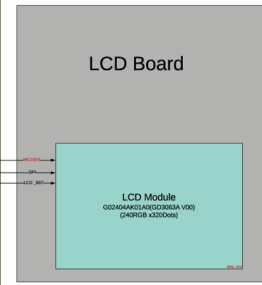 LCD Board
SPI
LCD_RST
LCD Module
G02404AK01A0(GD3063A V00)
(240RGB x320Dots)